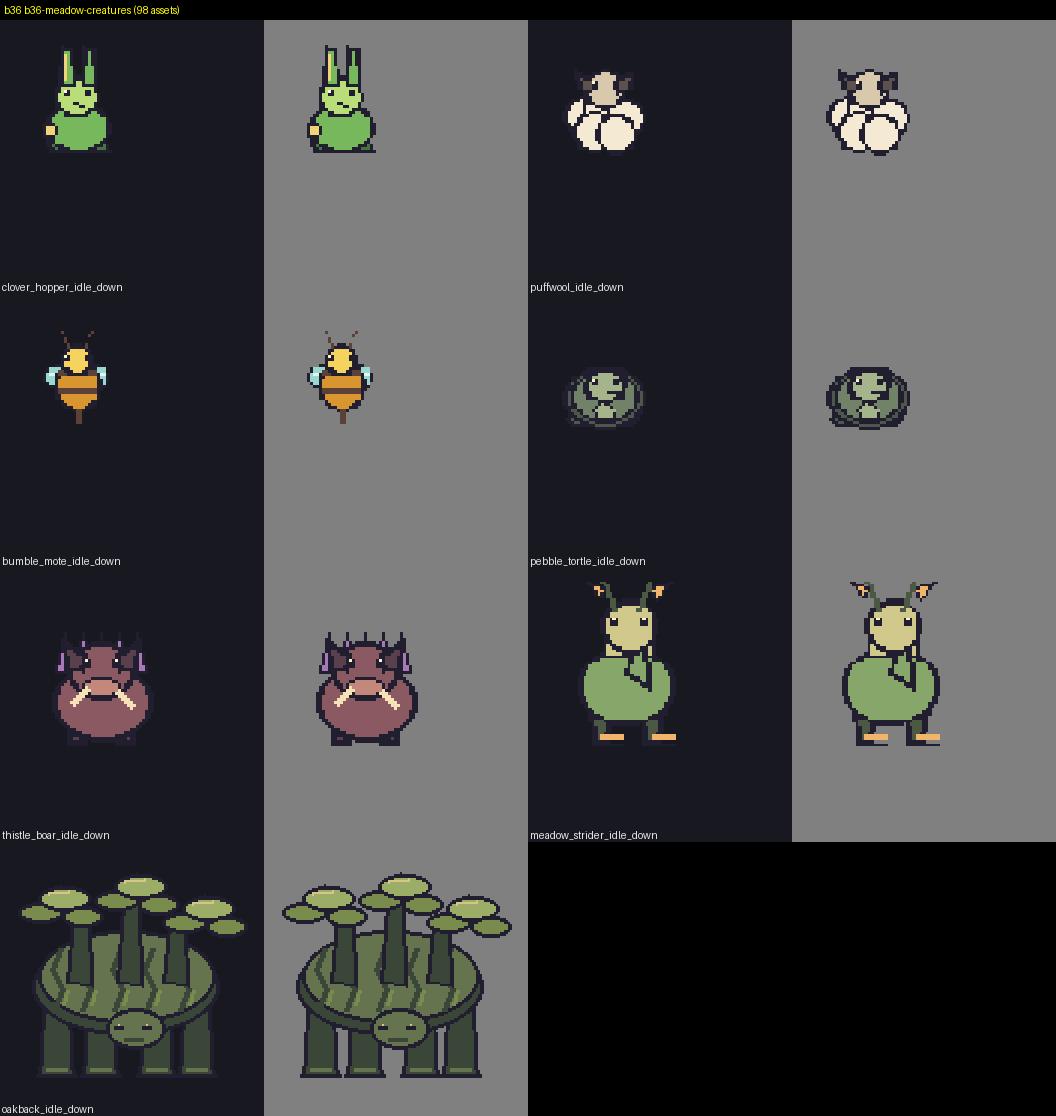 b36 b36-meadow-creatures (98 assets)
clover_hopper_idle_down
puffwool_idle_down
bumble_mote_idle_down
pebble_tortle_idle_down
thistle_boar_idle_down
meadow_strider_idle_down
oakback_idle_down